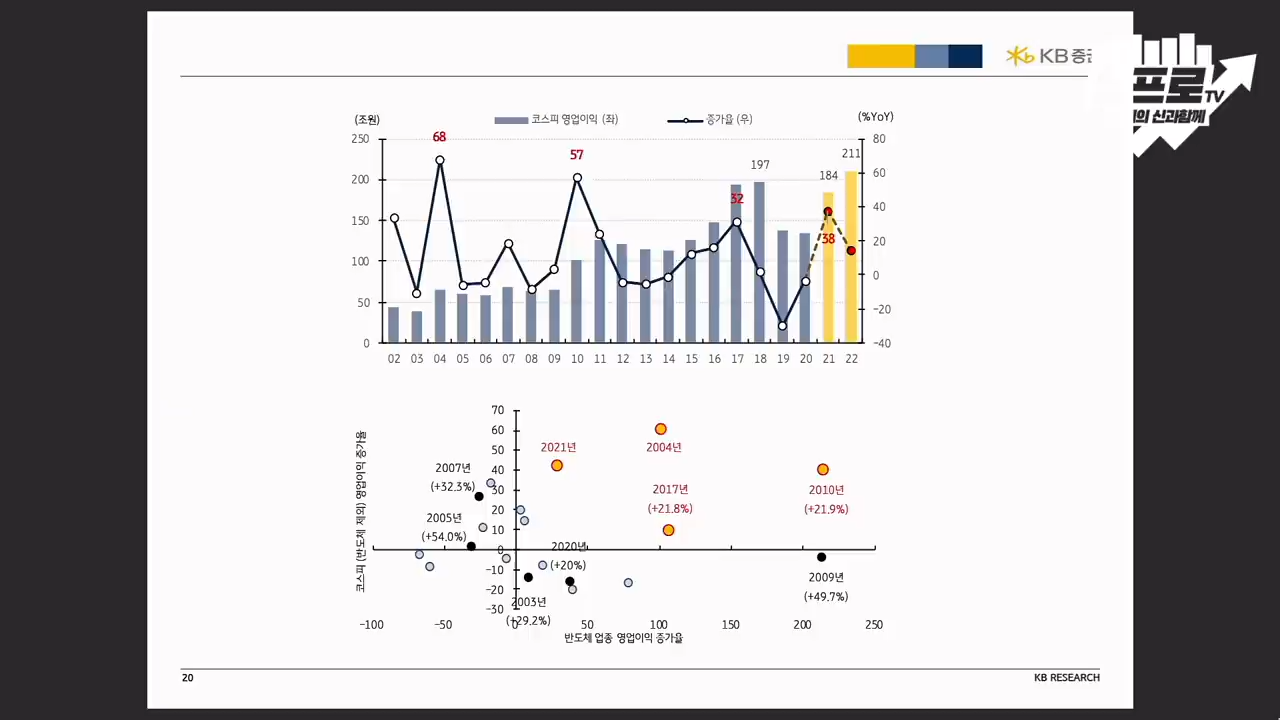 KB증
프로TV
의 신과함께
(조원)
코스피 영업이익 (좌)
증가율 (우)
(%YoY)
250 68 57 32 197 184 211 38 80
200 60
150 40
100 20
50 0
0 -20
-40
02 03 04 05 06 07 08 09 10 11 12 13 14 15 16 17 18 19 20 21 22
코스피 (반도체 제외) 영업이익 증가율
70
60
50
40
30
20
10
0
-10
-20
-30
2021년
2004년
2007년
(+32.3%)
2017년
(+21.8%)
2010년
(+21.9%)
2005년
(+54.0%)
2020년
(+20%)
2009년
(+49.7%)
2003년
(+29.2%)
-100 -50 0 50 100 150 200 250
반도체 업종 영업이익 증가율
20
KB RESEARCH